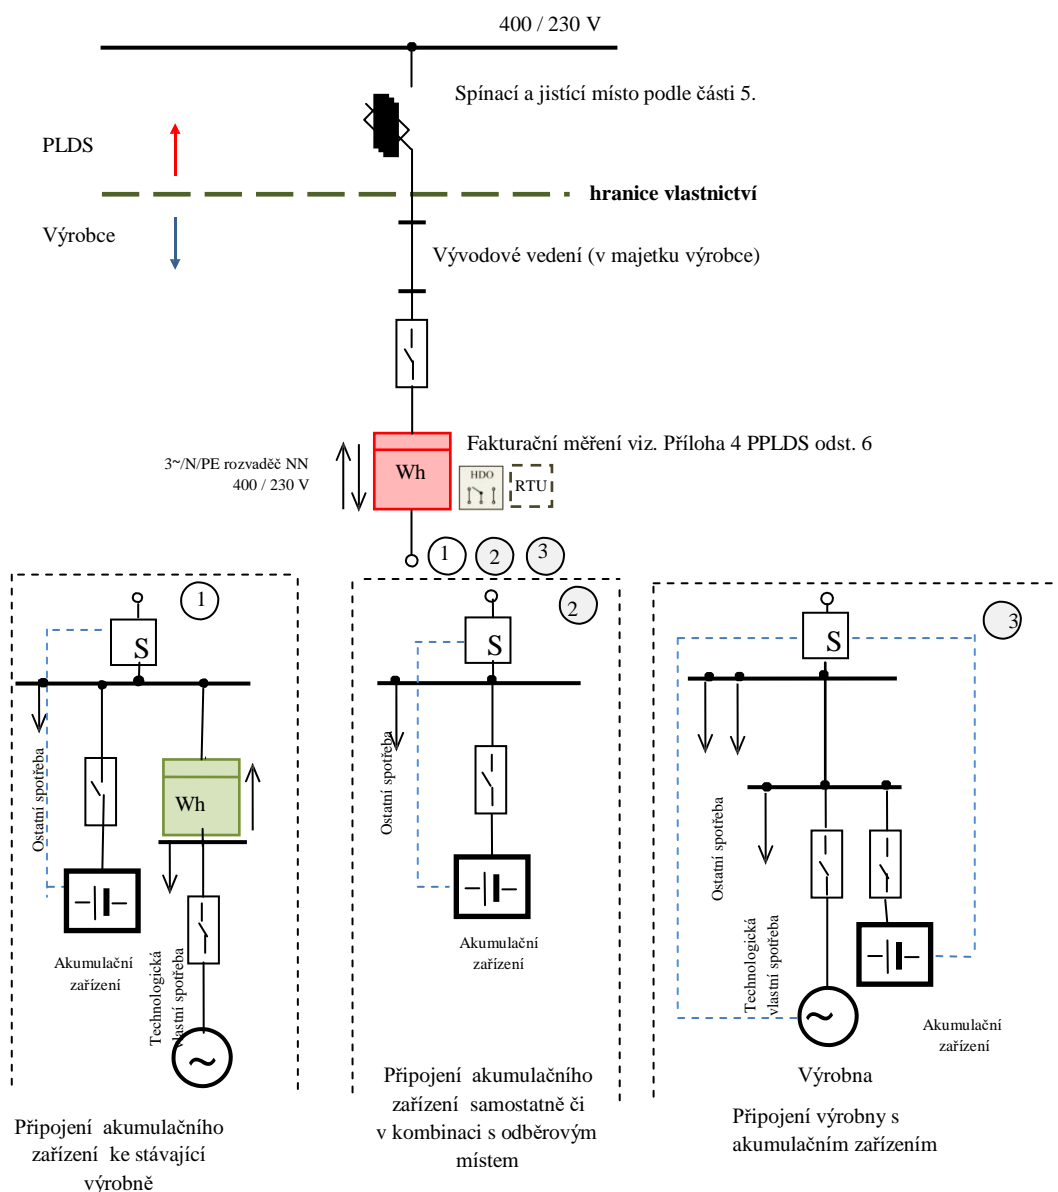 400 / 230 V
Spínací a jistící místo podle části 5.
PLDS
hranice vlastnictví
Výrobce
Vývodové vedení (v majetku výrobce)
Fakturační měření viz. Příloha 4 PPLDS odst. 6
3~/N/PE rozvaděč NN
400 / 230 V
Wh
HDO
RTU
1
2
3
1
S
Ostatní spotřeba
Wh
Akumulační
zařízení
Technologická
vlastní spotřeba
~
Připojení akumulačního
zařízení ke stávající
výrobně
2
S
Ostatní spotřeba
Akumulační
zařízení
Připojení akumulačního
zařízení samostatně či
v kombinaci s odběrovým
místem
3
S
Ostatní spotřeba
Technologická
vlastní spotřeba
~
Akumulační
zařízení
Výrobna
Připojení výrobny s
akumulačním zařízením